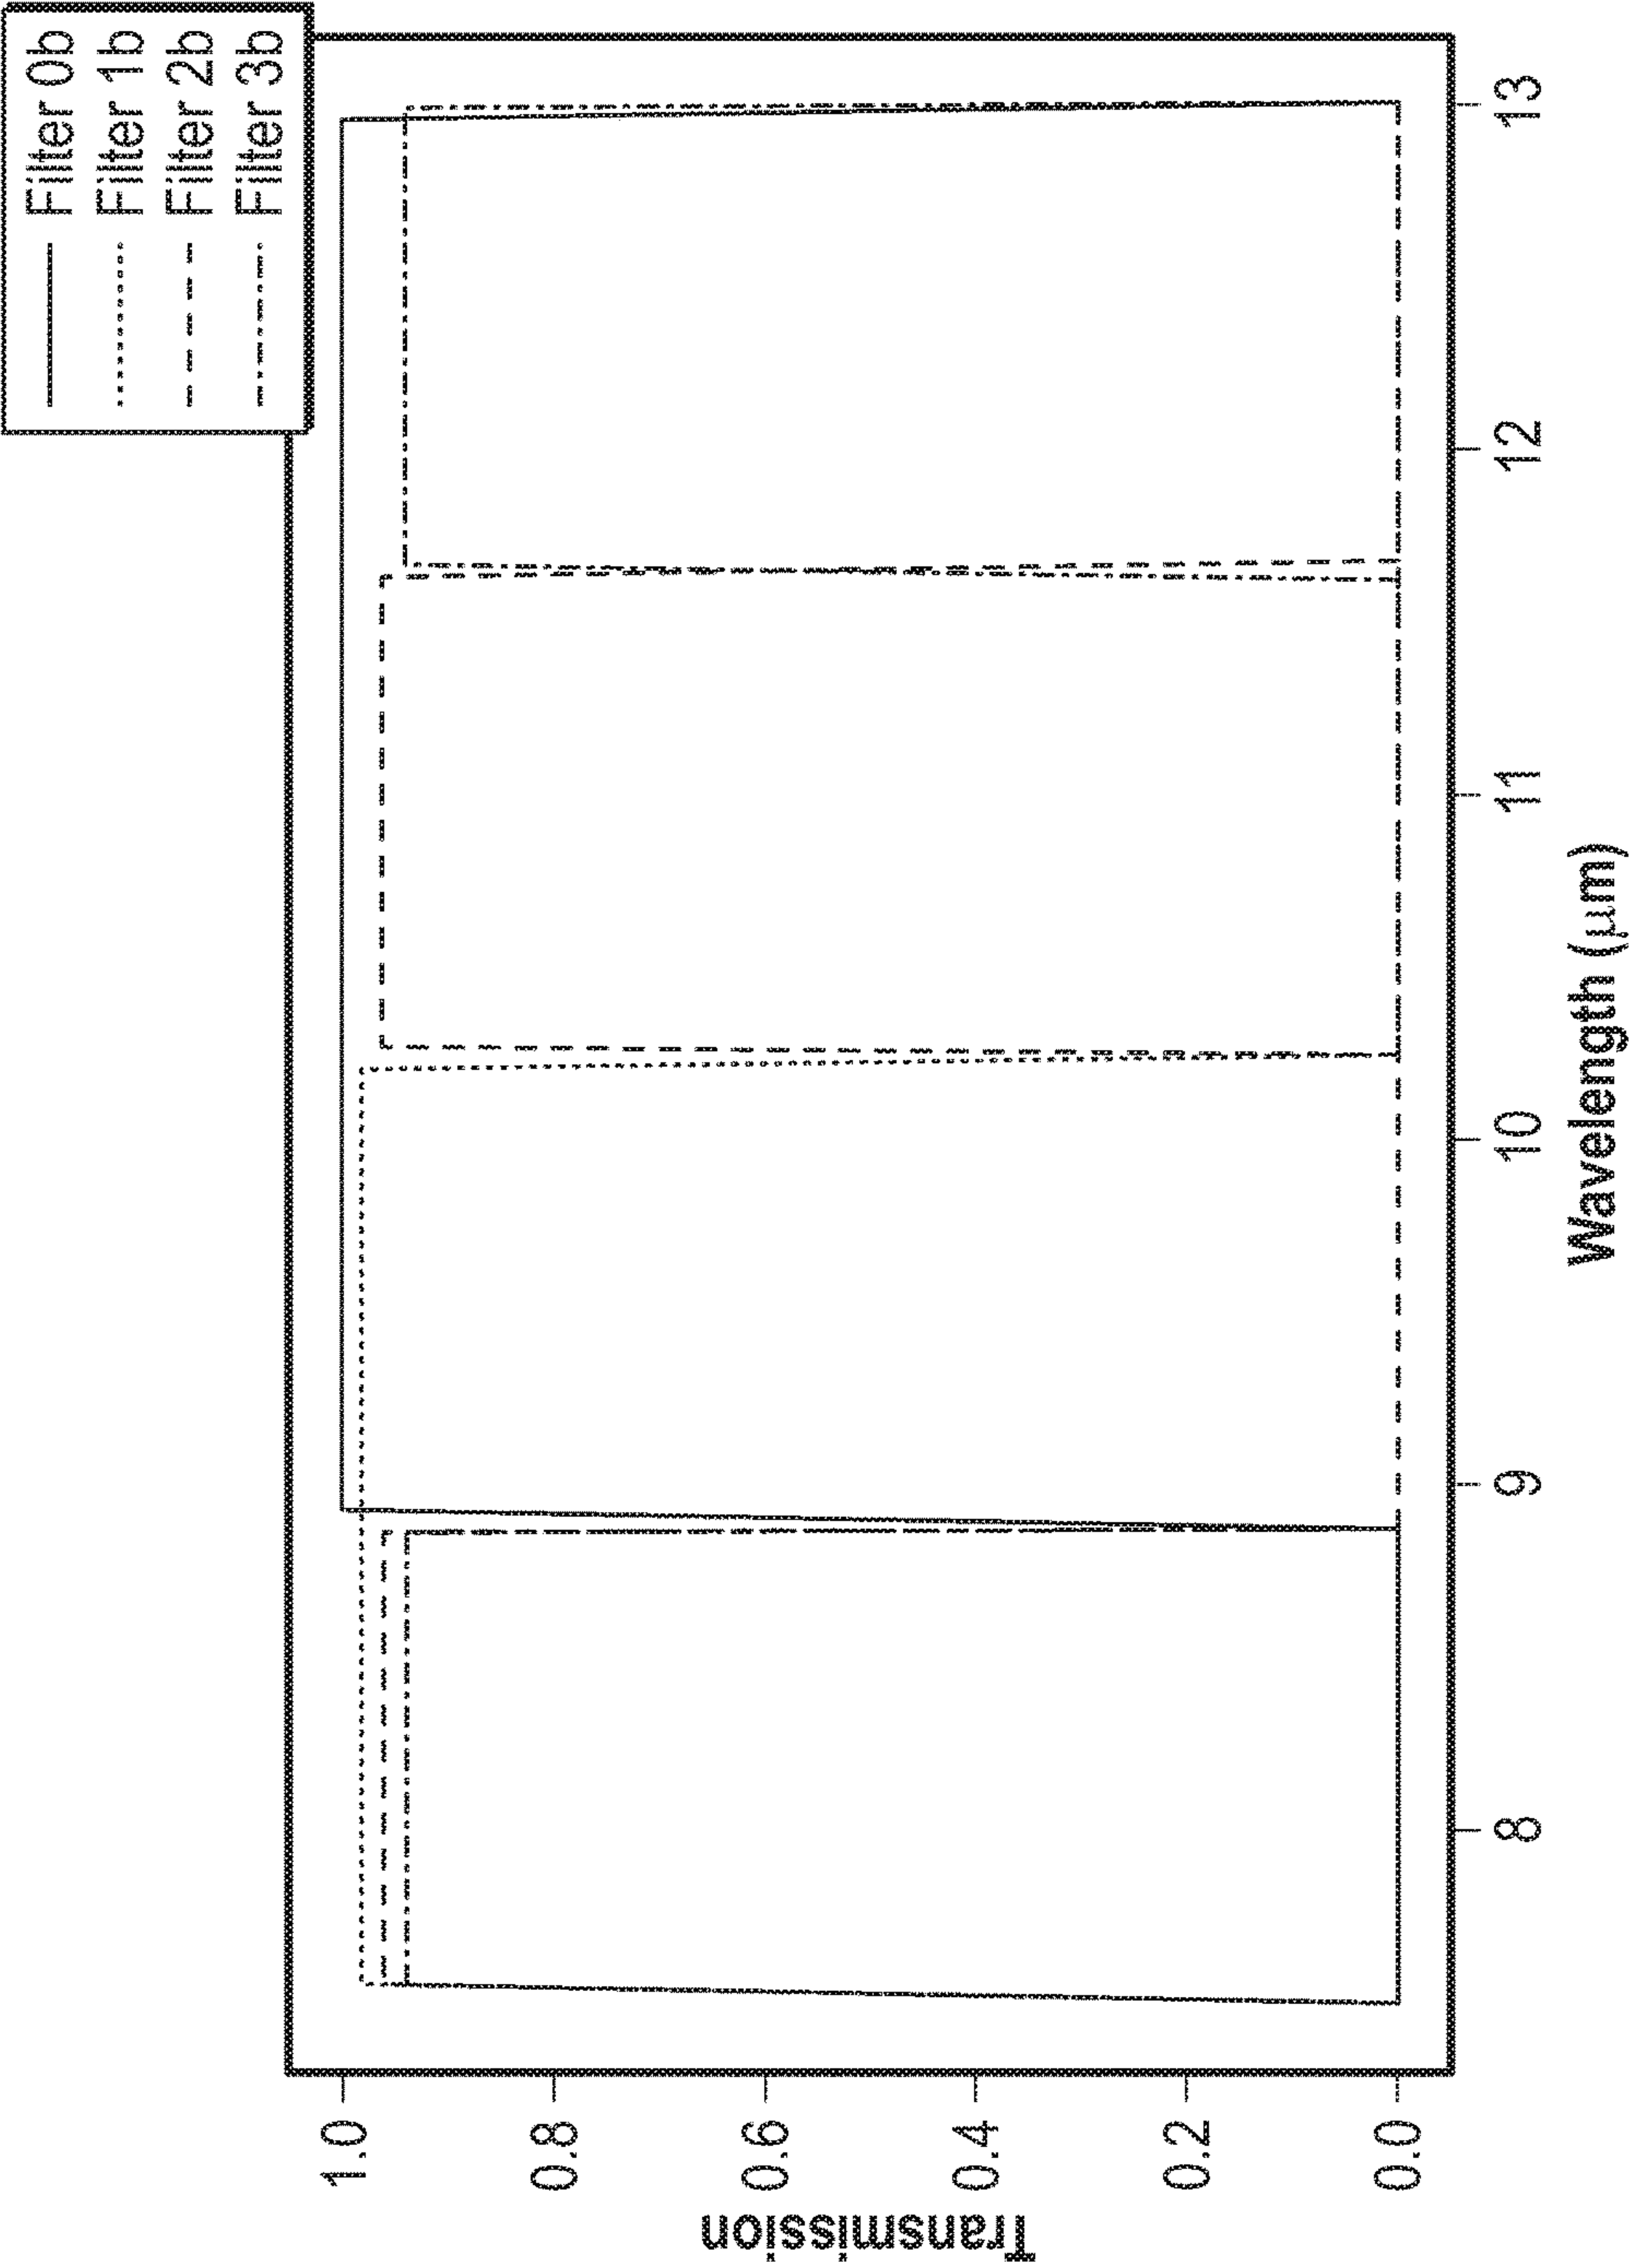 Filter 0b
Filter 1b
Filter 2b
Filter 3b
Transmission
1.0
0.8
0.6
0.4
0.2
0.0
8
9
10
11
12
13
Wavelength (μm)